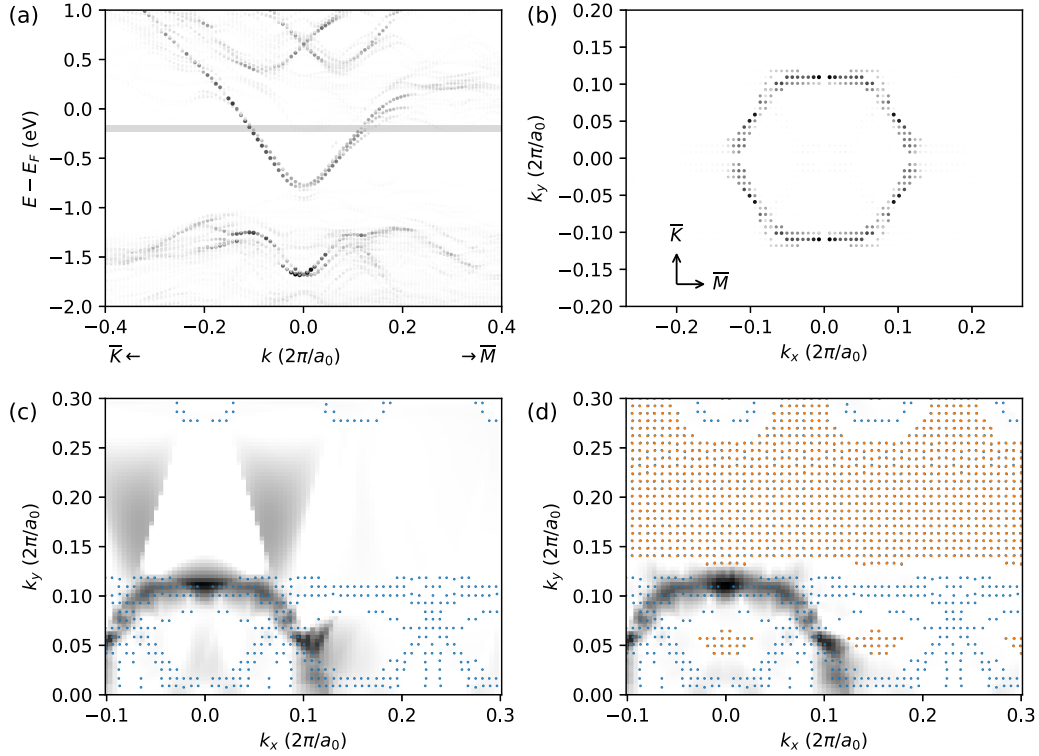 (a)
1.0
0.5
0.0
−0.5
−1.0
−1.5
−2.0
E − E_F (eV)
−0.4 −0.2 0.0 0.2 0.4
K̅ ← k (2π/a₀) → M̅
(b)
0.20
0.15
0.10
0.05
0.00
−0.05
−0.10
−0.15
−0.20
k_y (2π/a₀)
K̅
M̅
−0.2 −0.1 0.0 0.1 0.2
k_x (2π/a₀)
(c)
0.30
0.25
0.20
0.15
0.10
0.05
0.00
k_y (2π/a₀)
−0.1 0.0 0.1 0.2 0.3
k_x (2π/a₀)
(d)
0.30
0.25
0.20
0.15
0.10
0.05
0.00
k_y (2π/a₀)
−0.1 0.0 0.1 0.2 0.3
k_x (2π/a₀)